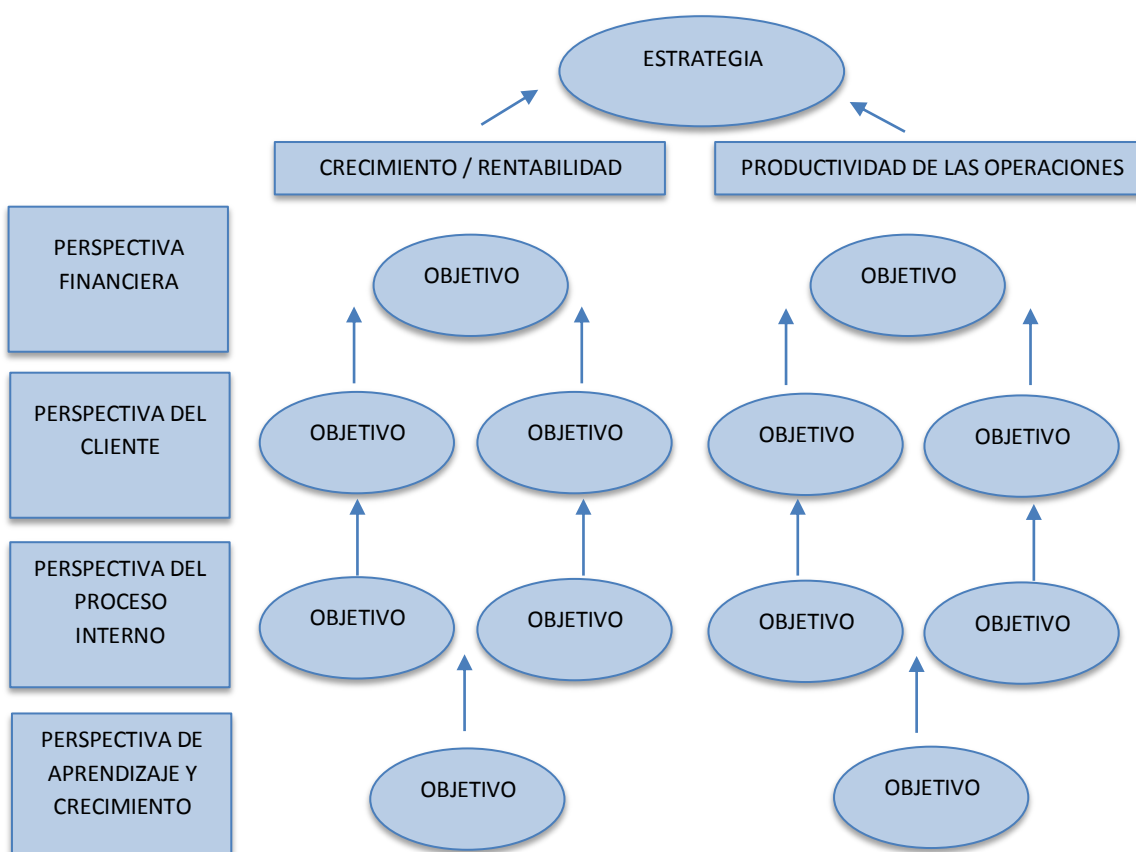 ESTRATEGIA
CRECIMIENTO / RENTABILIDAD
PRODUCTIVIDAD DE LAS OPERACIONES
PERSPECTIVA
FINANCIERA
OBJETIVO
OBJETIVO
PERSPECTIVA DEL
CLIENTE
OBJETIVO
OBJETIVO
OBJETIVO
OBJETIVO
PERSPECTIVA DEL
PROCESO
INTERNO
OBJETIVO
OBJETIVO
OBJETIVO
OBJETIVO
PERSPECTIVA DE
APRENDIZAJE Y
CRECIMIENTO
OBJETIVO
OBJETIVO